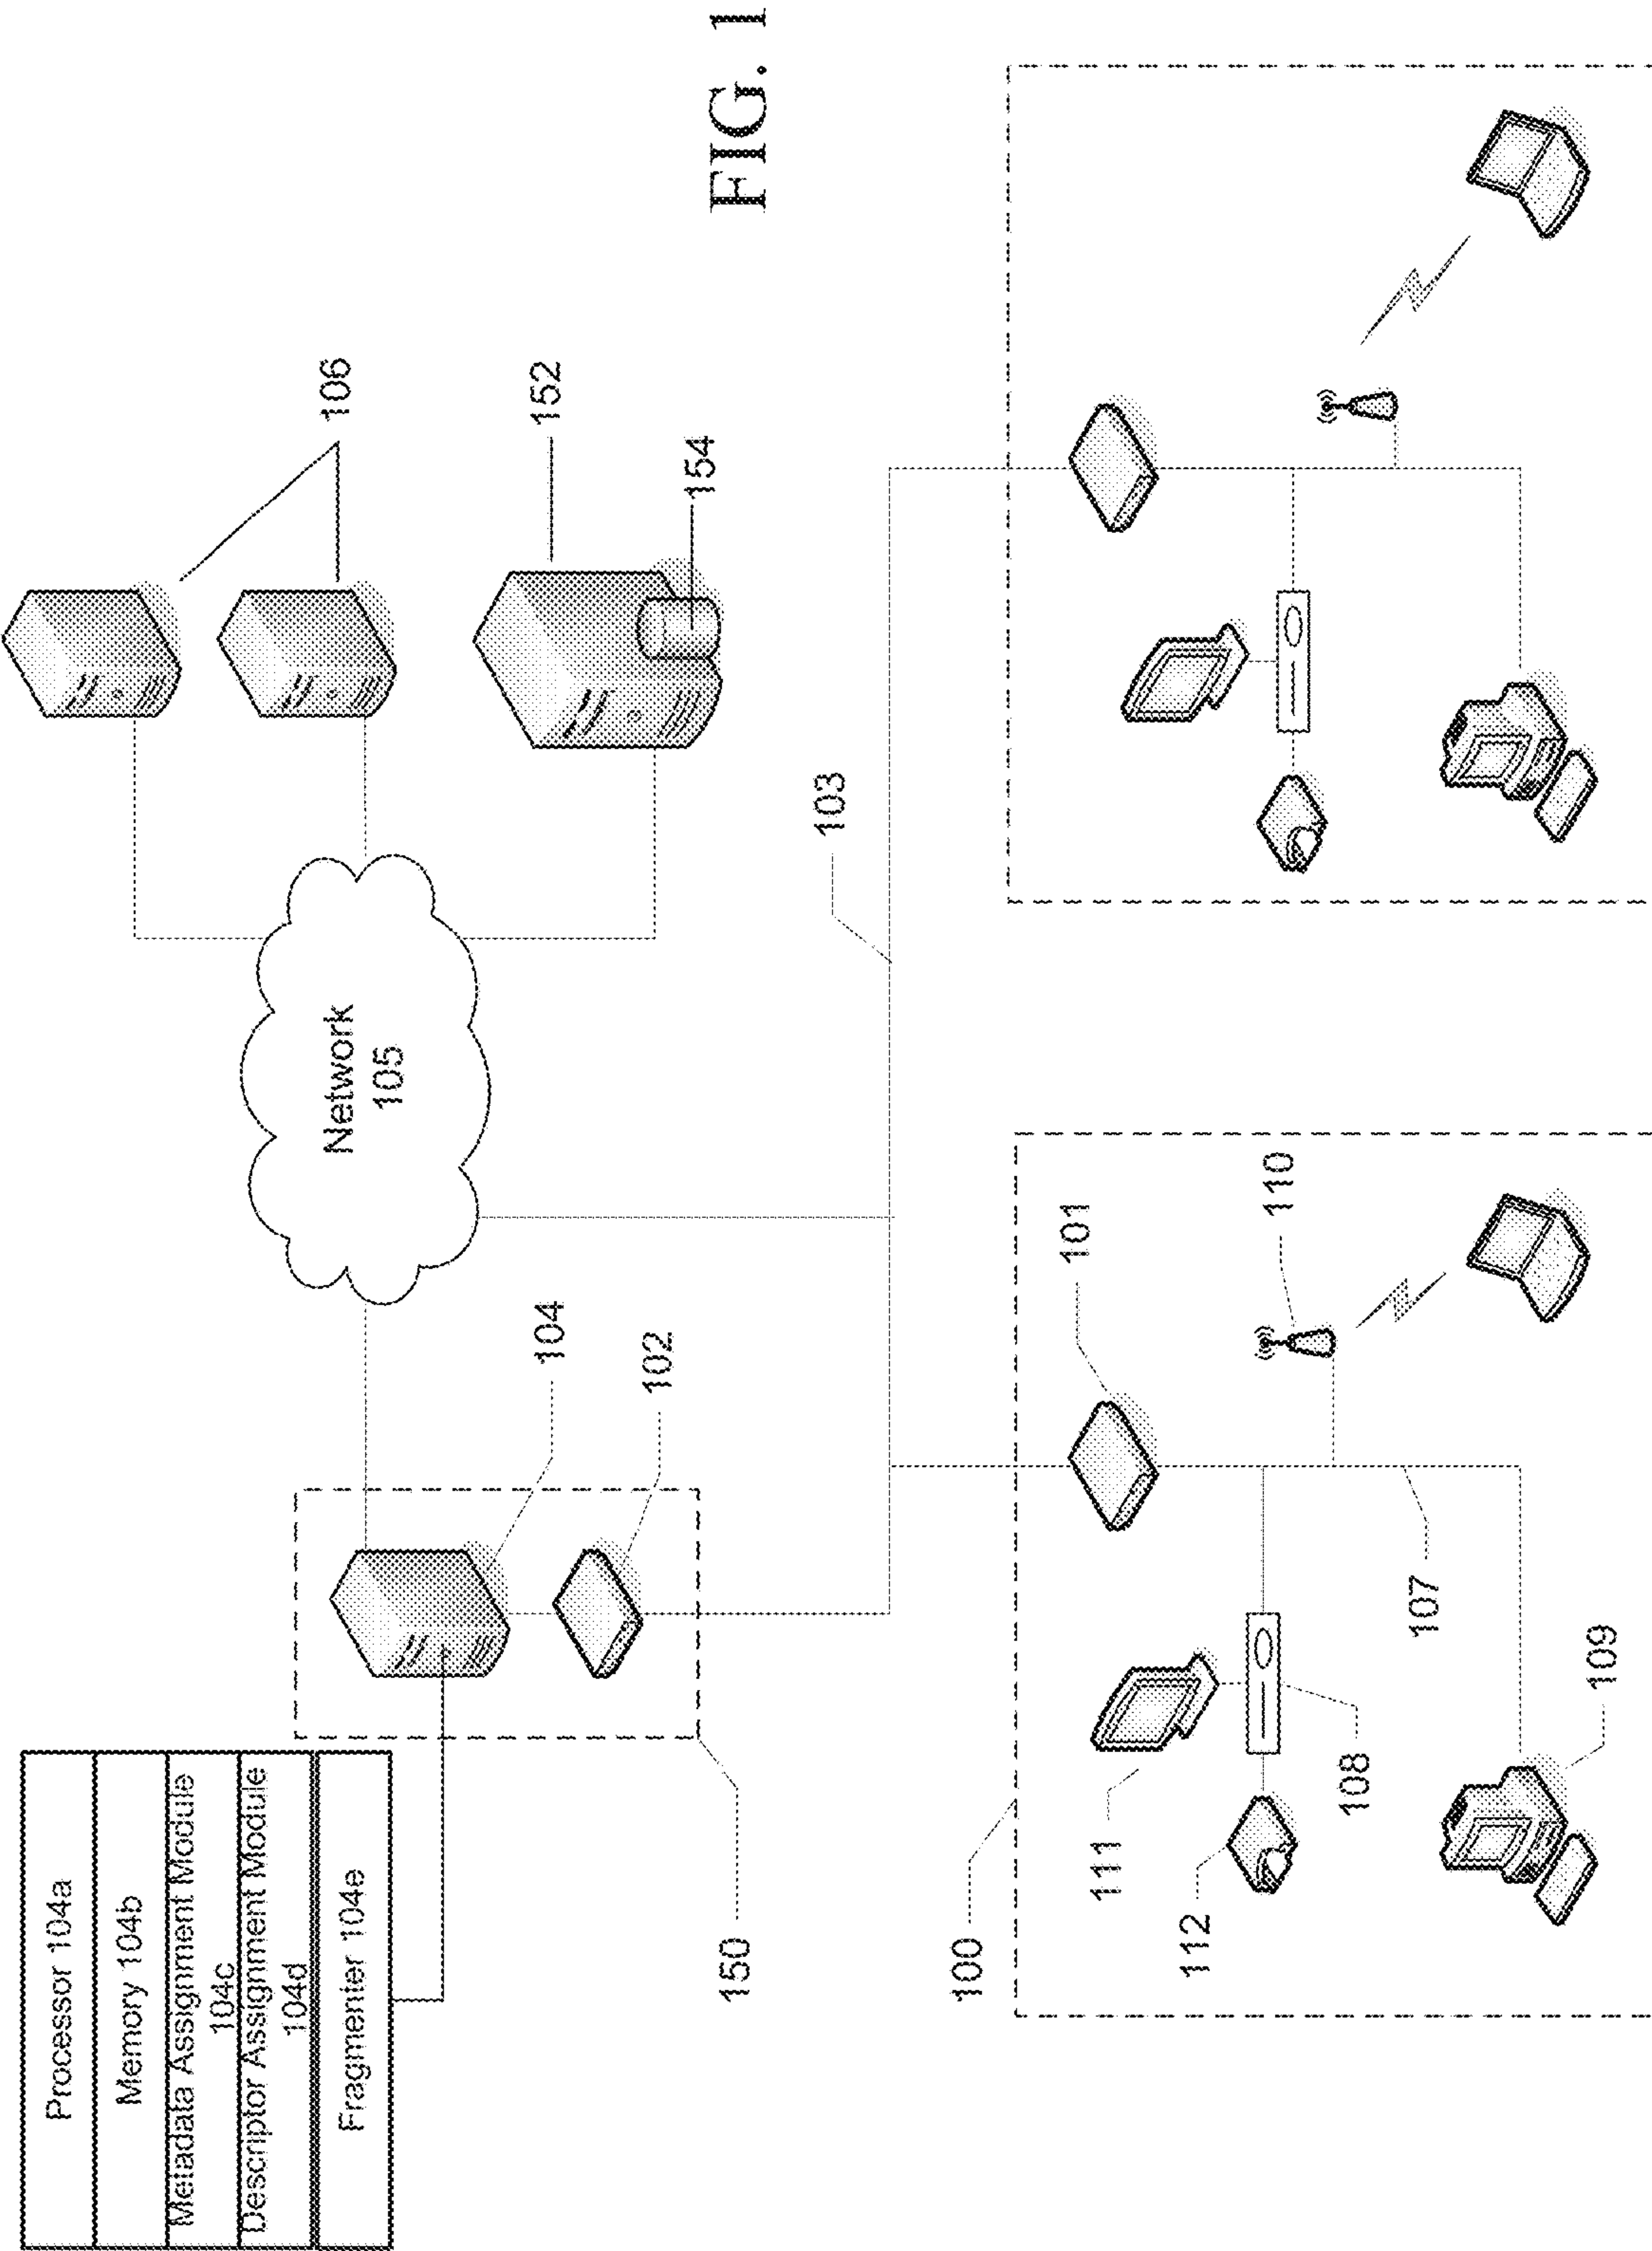 Processor 104a
Memory 104b
Metadata Assignment Module
104c
Descriptor Assignment Module
104d
Fragmenter 104e
104
102
150
Network
105
106
152
154
FIG. 1
103
100
101
110
111
112
108
107
109